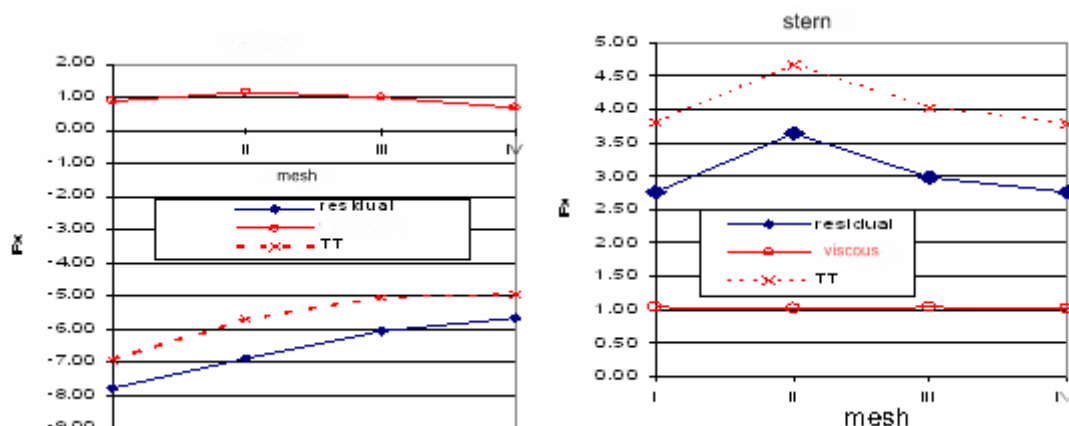 2.00
1.00
0.00
-1.00
-2.00
-3.00
-4.00
-5.00
-6.00
-7.00
-8.00
-9.00
Fx
II
III
IV
mesh
residual
TT
stern
5.00
4.50
4.00
3.50
3.00
2.50
2.00
1.50
1.00
0.50
0.00
Fx
residual
viscous
TT
I
II
III
IV
mesh